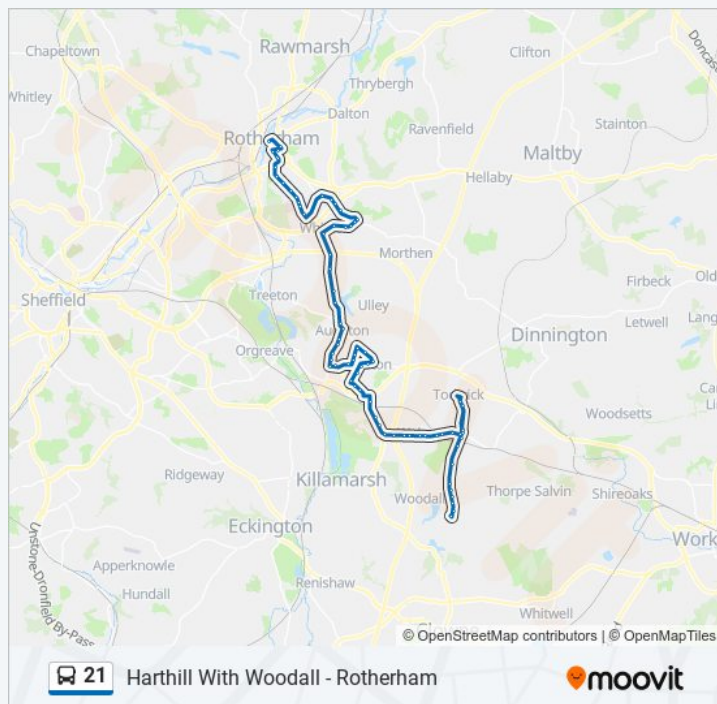 Rawmarsh
Chapeltown
Clifton
Doncas
Whitley
Thrybergh
Dalton
Stainton
Rotherham
Ravenfield
Maltby
Hellaby
Morthen
Sheffield
Treeton
Firbeck
Old
Ulley
Letwell
Lang
Dinnington
Orgreave
Woodsetts
Ridgeway
Killamarsh
Woodall
Thorpe Salvin
Shireoaks
Eckington
Work
Unstone-Dronfield By-Pass
Apperknowle
Hundall
Renishaw
Whitwell
© OpenStreetMap contributors | © OpenMapTiles
21 Harthill With Woodall - Rotherham
moovit